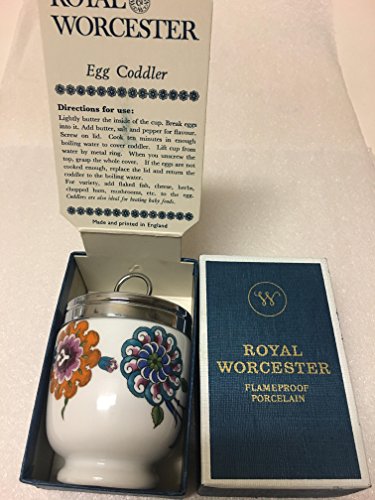 ROYAL
WORCESTER
Egg Coddler
Directions for use:
Lightly butter the inside of the cup. Break eggs
into it. Add butter, salt and pepper for flavour.
Screw on lid. Cook ten minutes in enough
boiling water to cover coddler. Lift cup from
water by metal ring. When you unscrew the
top, grasp the whole cover. If the eggs are not
cooked enough, replace the lid and return the
coddler to the boiling water.
For variety, add flaked fish, cheese, herbs,
chopped ham, mushrooms, etc. to the egg.
Coddlers are also ideal for heating baby foods.
Made and printed in England
W
ROYAL
WORCESTER
FLAMEPROOF
PORCELAIN